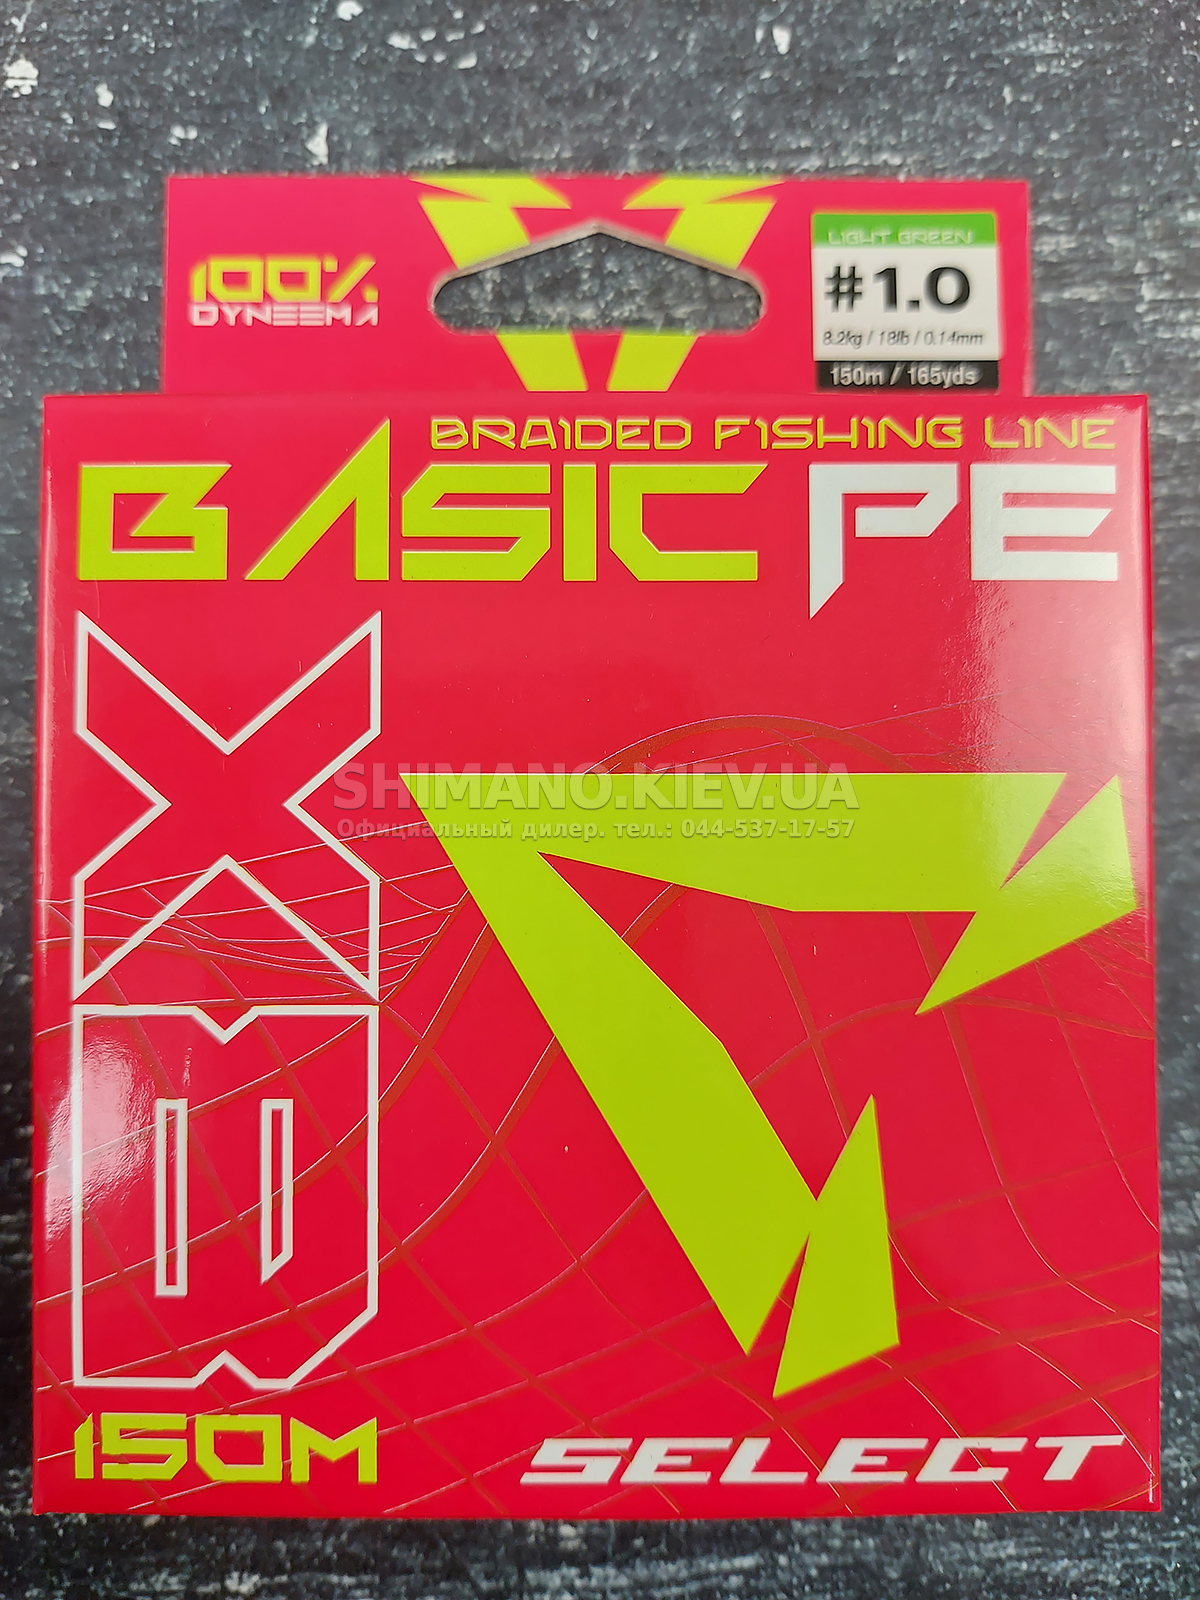 100%
DYNEEMA
LIGHT GREEN
#1.0
8.2kg / 18lb / 0.14mm
150m / 165yds
BRAIDED FISHING LINE
BASIC PE
X8
SHIMANO.KIEV.UA
Официальный дилер. тел.: 044-537-17-57
150M
SELECT